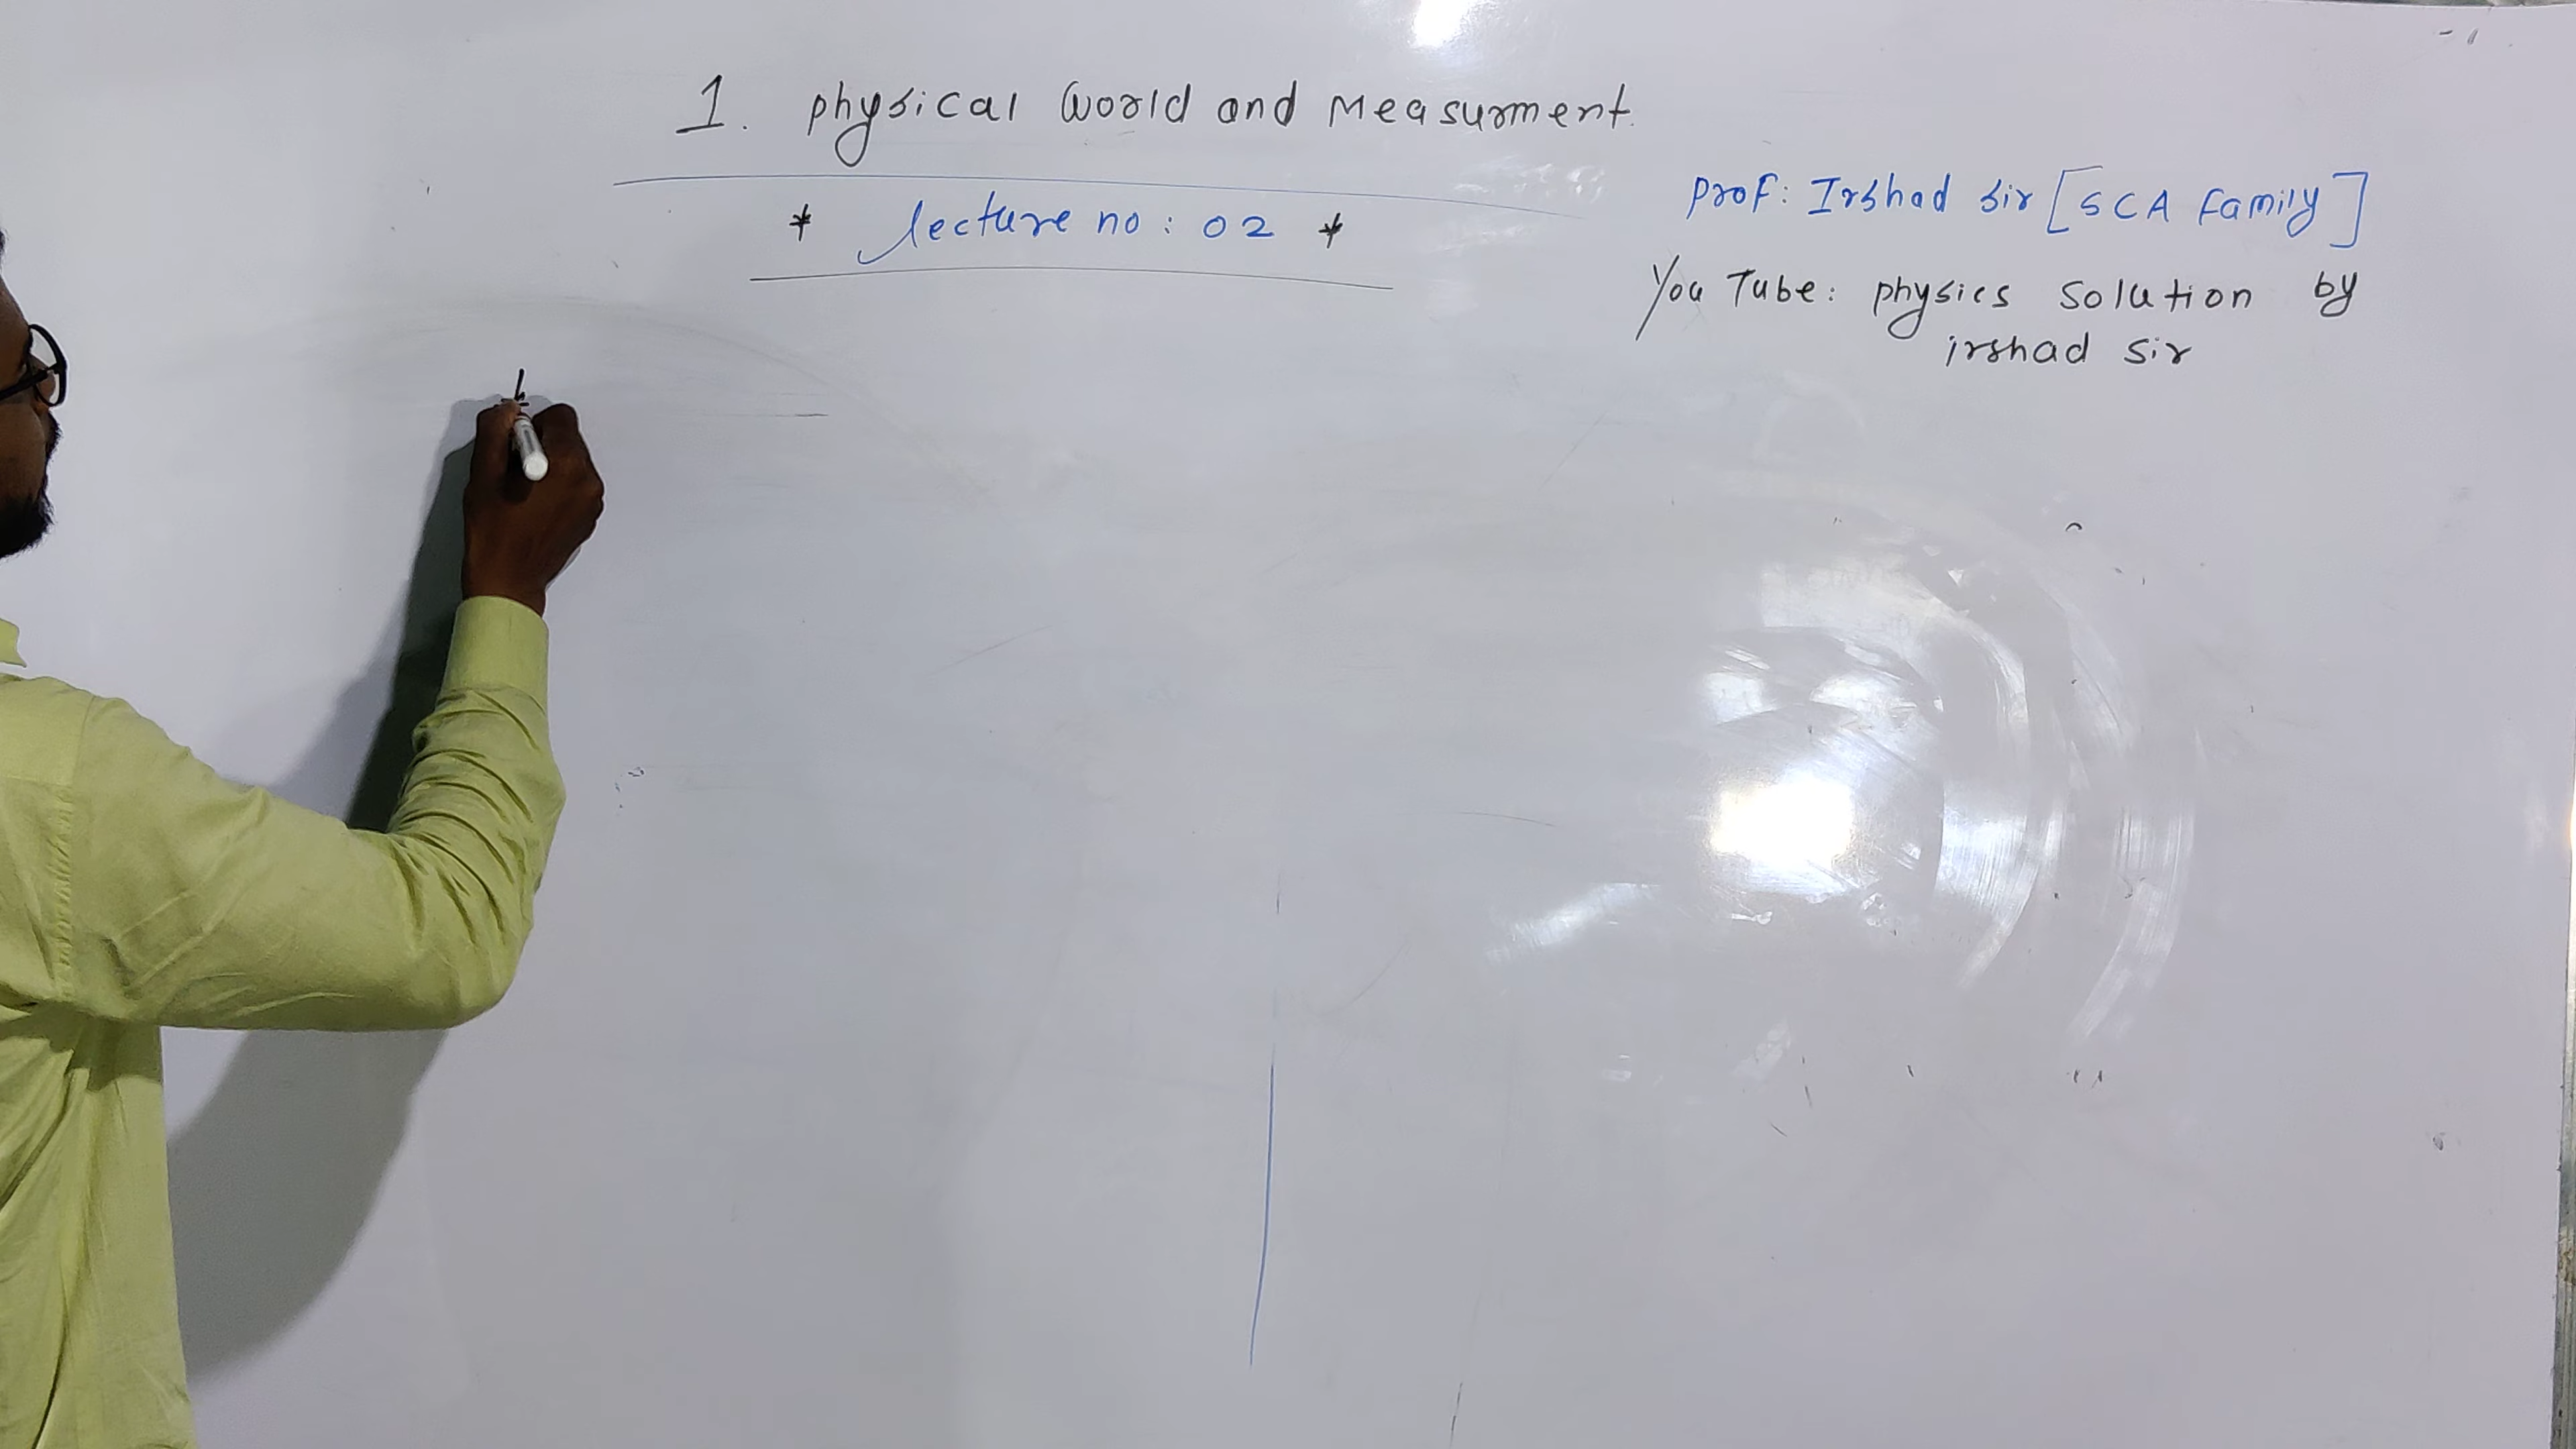 1. physical world and Measurment.
* lecture no: 02 *
Prof: Irshad sir [SCA Family]
You Tube: physics solution by
irshad sir